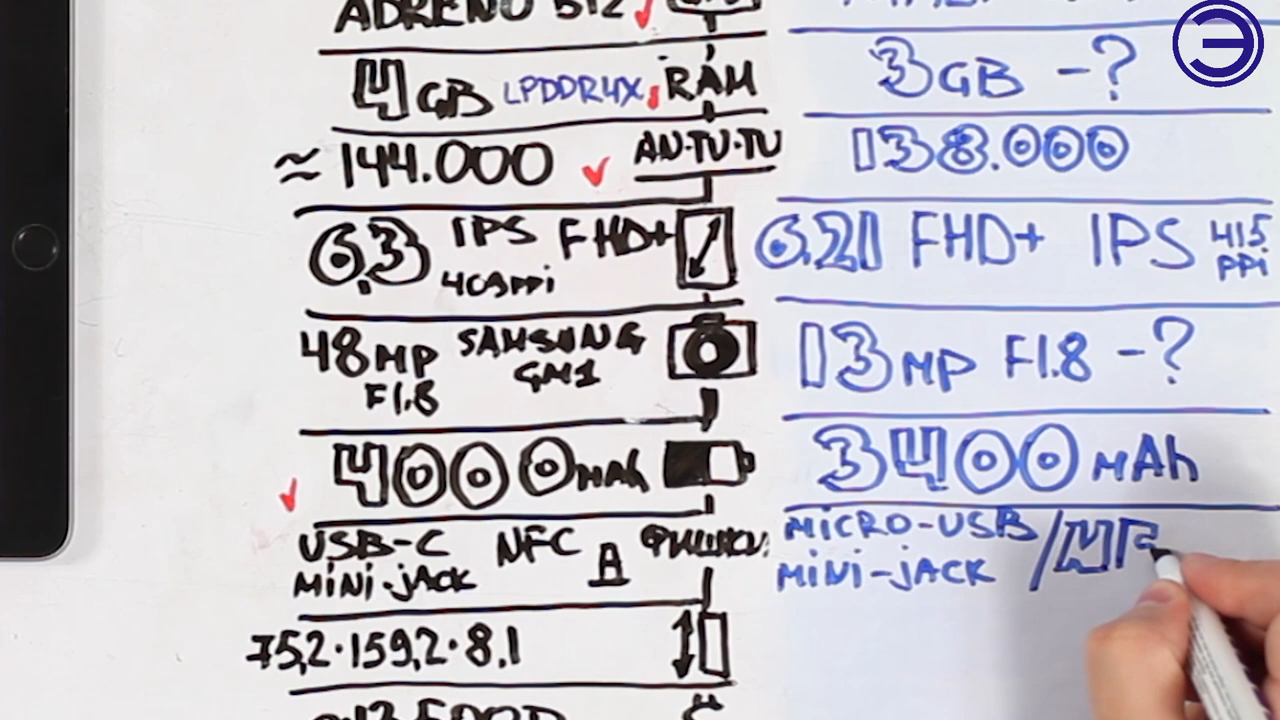 ADRENO 512
4GB LPDDR4X RAM 3GB -?
≈144.000 AN-TU-TU 138.000
6,3 IPS FHD+ 6.21 FHD+ IPS 415
409ppi PPi
48MP SAMSUNG 13MP F1.8 -?
GM1
F1.8
4000mAh 3400mAh
USB-C NFC ФИШКИ: MICRO-USB
MiNi-jACK MiNi-jACK
75,2·159,2·8.1
Э